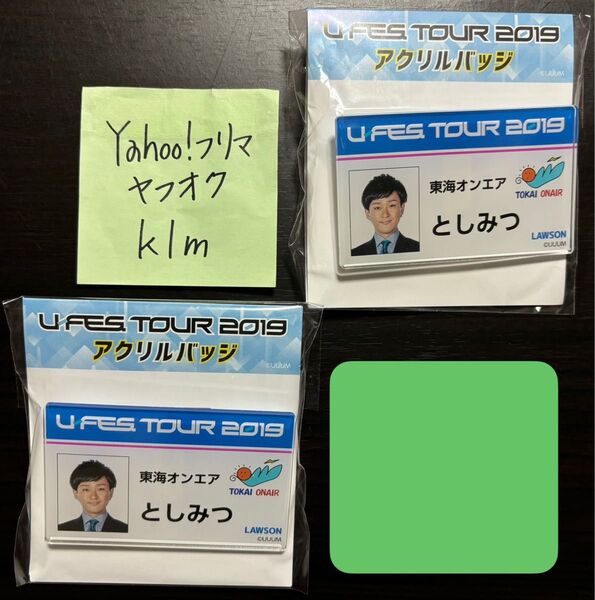 Yahoo!フリマ
ヤフオク
klm
U-FES. TOUR 2019
アクリルバッジ
©UUUM
U-FES. TOUR 2019
東海オンエア
TOKAI ONAIR
としみつ
LAWSON
©UUUM
U-FES. TOUR 2019
アクリルバッジ
©UUUM
U-FES. TOUR 2019
東海オンエア
TOKAI ONAIR
としみつ
LAWSON
©UUUM